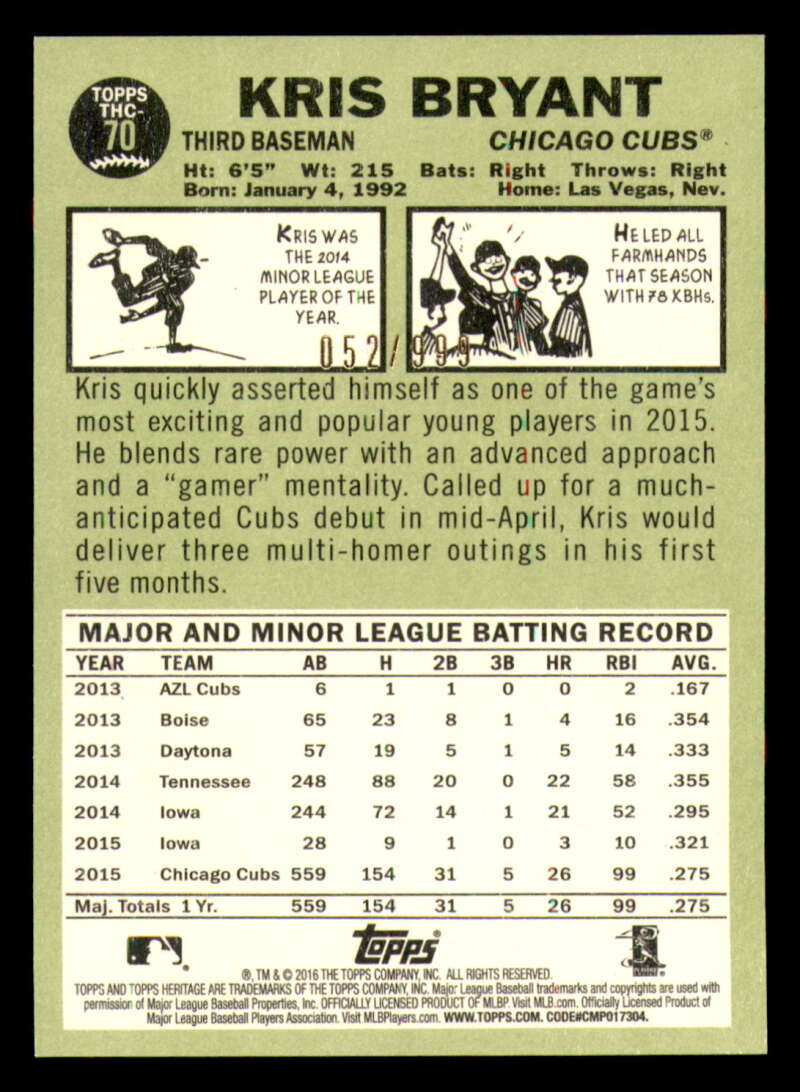 TOPPS
THC-
70
KRIS BRYANT
THIRD BASEMAN CHICAGO CUBS®
Ht: 6'5" Wt: 215 Bats: Right Throws: Right
Born: January 4, 1992 Home: Las Vegas, Nev.
KRIS WAS
THE 2014
MINOR LEAGUE
PLAYER OF THE
YEAR.
HE LED ALL
FARMHANDS
THAT SEASON
WITH 78 XBHs.
052/999
Kris quickly asserted himself as one of the game's
most exciting and popular young players in 2015.
He blends rare power with an advanced approach
and a "gamer" mentality. Called up for a much-
anticipated Cubs debut in mid-April, Kris would
deliver three multi-homer outings in his first
five months.
MAJOR AND MINOR LEAGUE BATTING RECORD
YEAR TEAM AB H 2B 3B HR RBI AVG.
2013 AZL Cubs 6 1 1 0 0 2 .167
2013 Boise 65 23 8 1 4 16 .354
2013 Daytona 57 19 5 1 5 14 .333
2014 Tennessee 248 88 20 0 22 58 .355
2014 Iowa 244 72 14 1 21 52 .295
2015 Iowa 28 9 1 0 3 10 .321
2015 Chicago Cubs 559 154 31 5 26 99 .275
Maj. Totals 1 Yr. 559 154 31 5 26 99 .275
topps®
®, TM & © 2016 THE TOPPS COMPANY, INC. ALL RIGHTS RESERVED.
TOPPS AND TOPPS HERITAGE ARE TRADEMARKS OF THE TOPPS COMPANY, INC. Major League Baseball trademarks and copyrights are used with
permission of Major League Baseball Properties, Inc. OFFICIALLY LICENSED PRODUCT OF MLBP. Visit MLB.com. Officially Licensed Product of
Major League Baseball Players Association. Visit MLBPlayers.com. WWW.TOPPS.COM. CODE#CMP017304.